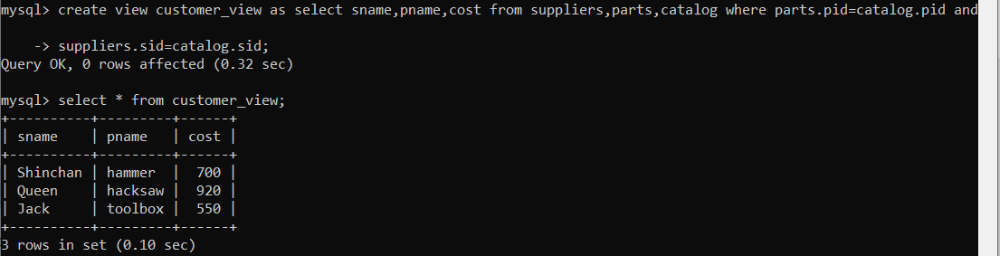 mysql> create view customer_view as select sname,pname,cost from suppliers,parts,catalog where parts.pid=catalog.pid and
    -> suppliers.sid=catalog.sid;
Query OK, 0 rows affected (0.32 sec)
mysql> select * from customer_view;
+----------+---------+------+
| sname    | pname   | cost |
+----------+---------+------+
| Shinchan | hammer  |  700 |
| Queen    | hacksaw |  920 |
| Jack     | toolbox |  550 |
+----------+---------+------+
3 rows in set (0.10 sec)